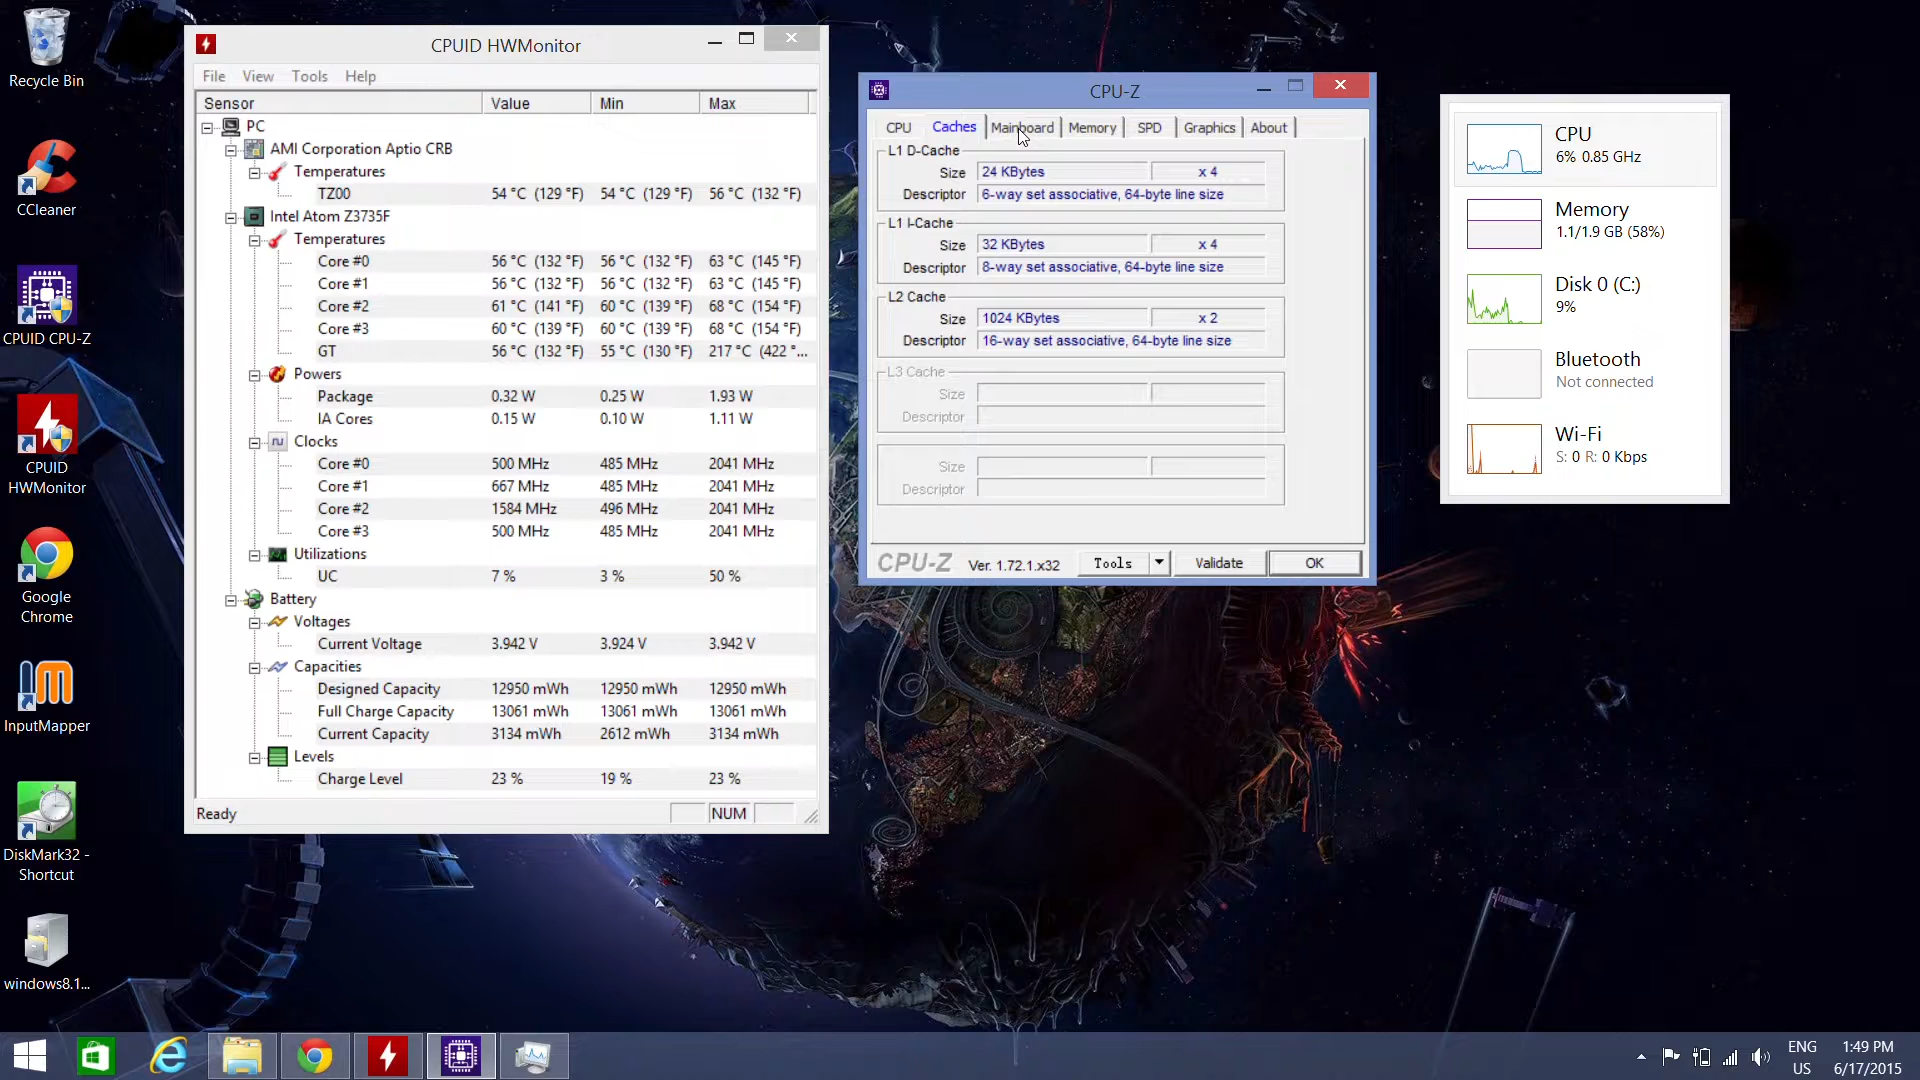 Recycle Bin
CCleaner
CPUID CPU-Z
CPUID
HWMonitor
Google
Chrome
InputMapper
DiskMark32 -
Shortcut
windows8.1...
CPUID HWMonitor
File View Tools Help
Sensor Value Min Max
PC
AMI Corporation Aptio CRB
Temperatures
TZ00 54 °C (129 °F) 54 °C (129 °F) 56 °C (132 °F)
Intel Atom Z3735F
Temperatures
Core #0 56 °C (132 °F) 56 °C (132 °F) 63 °C (145 °F)
Core #1 56 °C (132 °F) 56 °C (132 °F) 63 °C (145 °F)
Core #2 61 °C (141 °F) 60 °C (139 °F) 68 °C (154 °F)
Core #3 60 °C (139 °F) 60 °C (139 °F) 68 °C (154 °F)
GT 56 °C (132 °F) 55 °C (130 °F) 217 °C (422 °...
Powers
Package 0.32 W 0.25 W 1.93 W
IA Cores 0.15 W 0.10 W 1.11 W
Clocks
Core #0 500 MHz 485 MHz 2041 MHz
Core #1 667 MHz 485 MHz 2041 MHz
Core #2 1584 MHz 496 MHz 2041 MHz
Core #3 500 MHz 485 MHz 2041 MHz
Utilizations
UC 7 % 3 % 50 %
Battery
Voltages
Current Voltage 3.942 V 3.924 V 3.942 V
Capacities
Designed Capacity 12950 mWh 12950 mWh 12950 mWh
Full Charge Capacity 13061 mWh 13061 mWh 13061 mWh
Current Capacity 3134 mWh 2612 mWh 3134 mWh
Levels
Charge Level 23 % 19 % 23 %
Ready NUM
CPU-Z
CPU Caches Mainboard Memory SPD Graphics About
L1 D-Cache
Size 24 KBytes x 4
Descriptor 6-way set associative, 64-byte line size
L1 I-Cache
Size 32 KBytes x 4
Descriptor 8-way set associative, 64-byte line size
L2 Cache
Size 1024 KBytes x 2
Descriptor 16-way set associative, 64-byte line size
L3 Cache
Size
Descriptor
Size
Descriptor
CPU-Z Ver. 1.72.1.x32 Tools Validate OK
CPU
6% 0.85 GHz
Memory
1.1/1.9 GB (58%)
Disk 0 (C:)
9%
Bluetooth
Not connected
Wi-Fi
S: 0 R: 0 Kbps
ENG
US
1:49 PM
6/17/2015